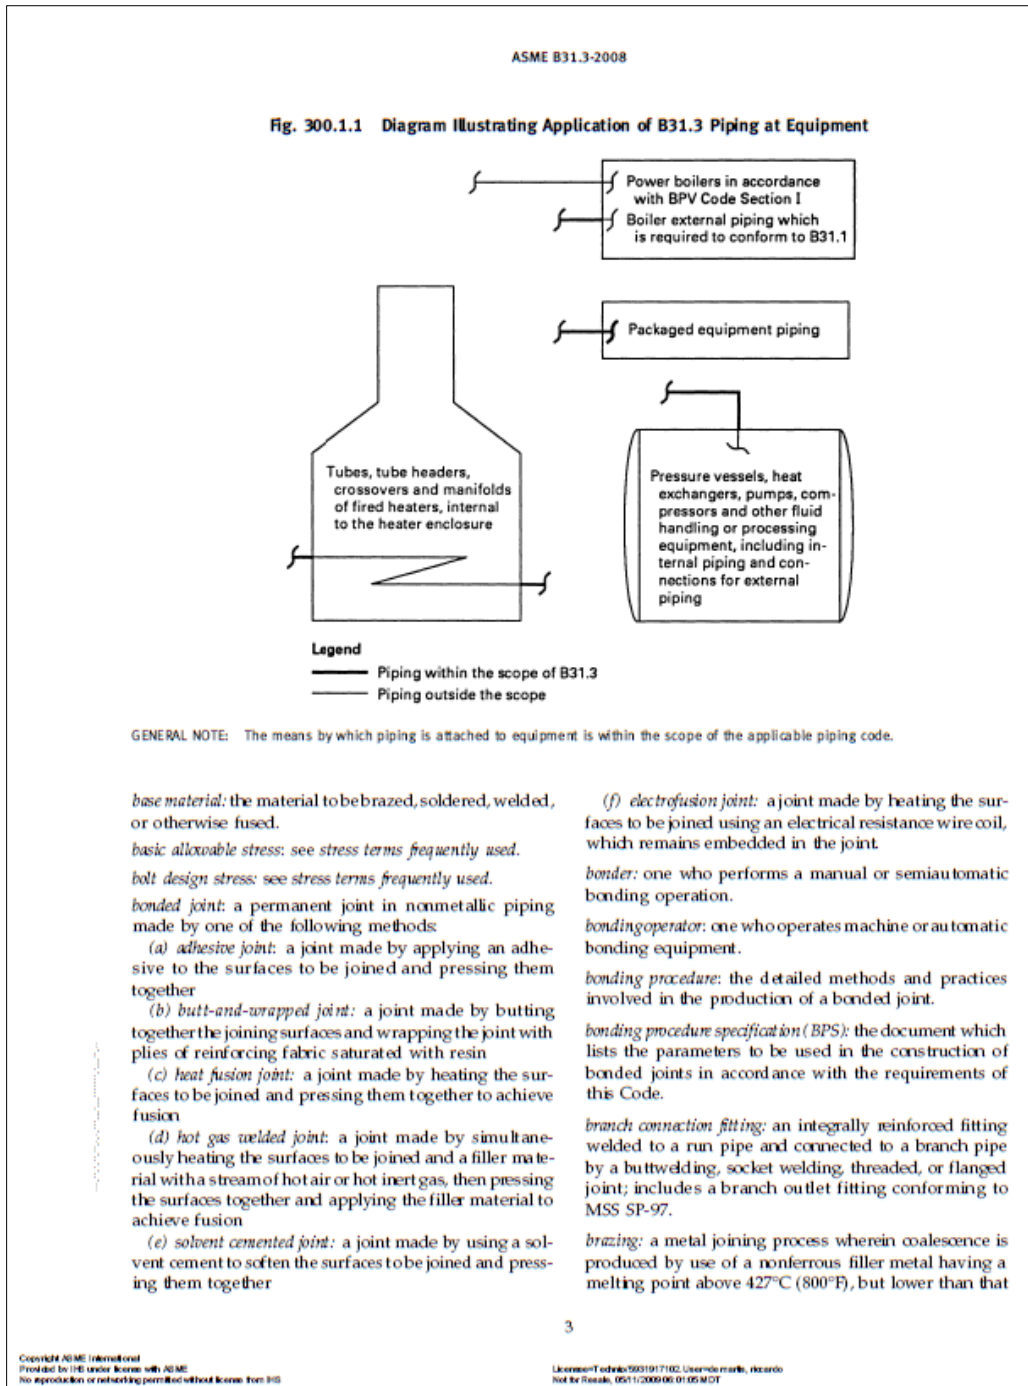 ASME B31.3-2008
Fig. 300.1.1 Diagram Illustrating Application of B31.3 Piping at Equipment
Power boilers in accordance
with BPV Code Section I
Boiler external piping which
is required to conform to B31.1
Packaged equipment piping
Tubes, tube headers,
crossovers and manifolds
of fired heaters, internal
to the heater enclosure
Pressure vessels, heat
exchangers, pumps, com-
pressors and other fluid
handling or processing
equipment, including in-
ternal piping and con-
nections for external
piping
Legend
Piping within the scope of B31.3
Piping outside the scope
GENERAL NOTE: The means by which piping is attached to equipment is within the scope of the applicable piping code.
base material: the material to be brazed, soldered, welded,
or otherwise fused.
basic allowable stress: see stress terms frequently used.
bolt design stress: see stress terms frequently used.
bonded joint: a permanent joint in nonmetallic piping
made by one of the following methods:
(a) adhesive joint: a joint made by applying an adhe-
sive to the surfaces to be joined and pressing them
together
(b) butt-and-wrapped joint: a joint made by butting
together the joining surfaces and wrapping the joint with
plies of reinforcing fabric saturated with resin
(c) heat fusion joint: a joint made by heating the sur-
faces to be joined and pressing them together to achieve
fusion
(d) hot gas welded joint: a joint made by simultane-
ously heating the surfaces to be joined and a filler mate-
rial with a stream of hot air or hot inert gas, then pressing
the surfaces together and applying the filler material to
achieve fusion
(e) solvent cemented joint: a joint made by using a sol-
vent cement to soften the surfaces to be joined and press-
ing them together
(f) electrofusion joint: a joint made by heating the sur-
faces to be joined using an electrical resistance wire coil,
which remains embedded in the joint.
bonder: one who performs a manual or semiautomatic
bonding operation.
bonding operator: one who operates machine or automatic
bonding equipment.
bonding procedure: the detailed methods and practices
involved in the production of a bonded joint.
bonding procedure specification (BPS): the document which
lists the parameters to be used in the construction of
bonded joints in accordance with the requirements of
this Code.
branch connection fitting: an integrally reinforced fitting
welded to a run pipe and connected to a branch pipe
by a buttwelding, socket welding, threaded, or flanged
joint; includes a branch outlet fitting conforming to
MSS SP-97.
brazing: a metal joining process wherein coalescence is
produced by use of a nonferrous filler metal having a
melting point above 427°C (800°F), but lower than that
3
Copyright ASME International
Provided by IHS under license with ASME
No reproduction or networking permitted without license from IHS
Licensee=Technip/5931917102, User=de martis, riccardo
Not for Resale, 05/11/2009 06:01:05 MDT